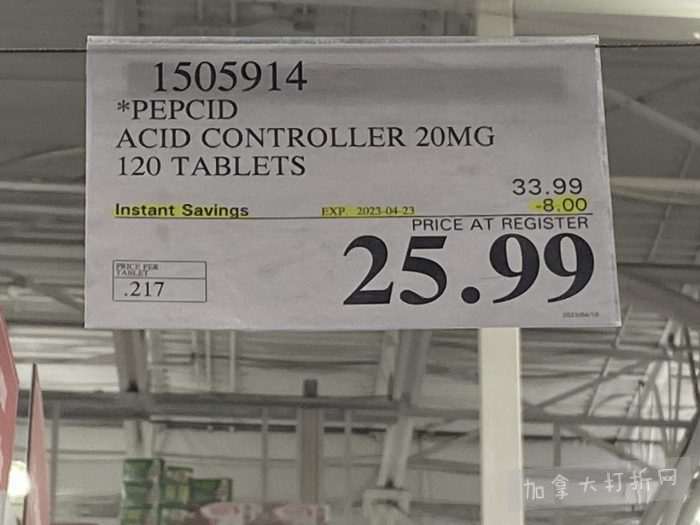 1505914
*PEPCID
ACID CONTROLLER 20MG
120 TABLETS
33.99
Instant Savings EXP. 2023-04-23 -8.00
PRICE AT REGISTER
25.99
PRICE PER
TABLET
.217
加拿大打折网